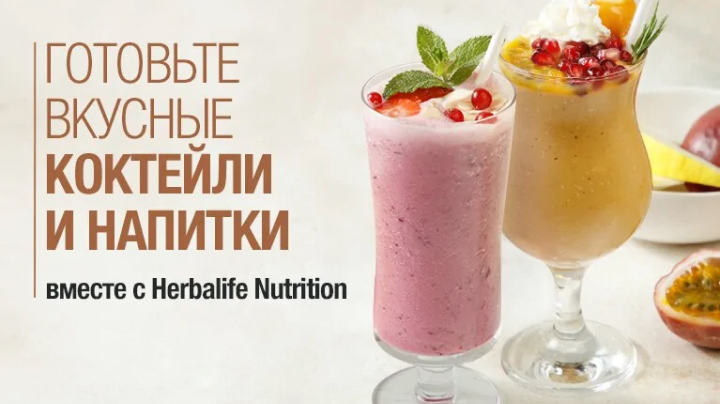 ГОТОВЬТЕ
ВКУСНЫЕ
КОКТЕЙЛИ
И НАПИТКИ
вместе с Herbalife Nutrition